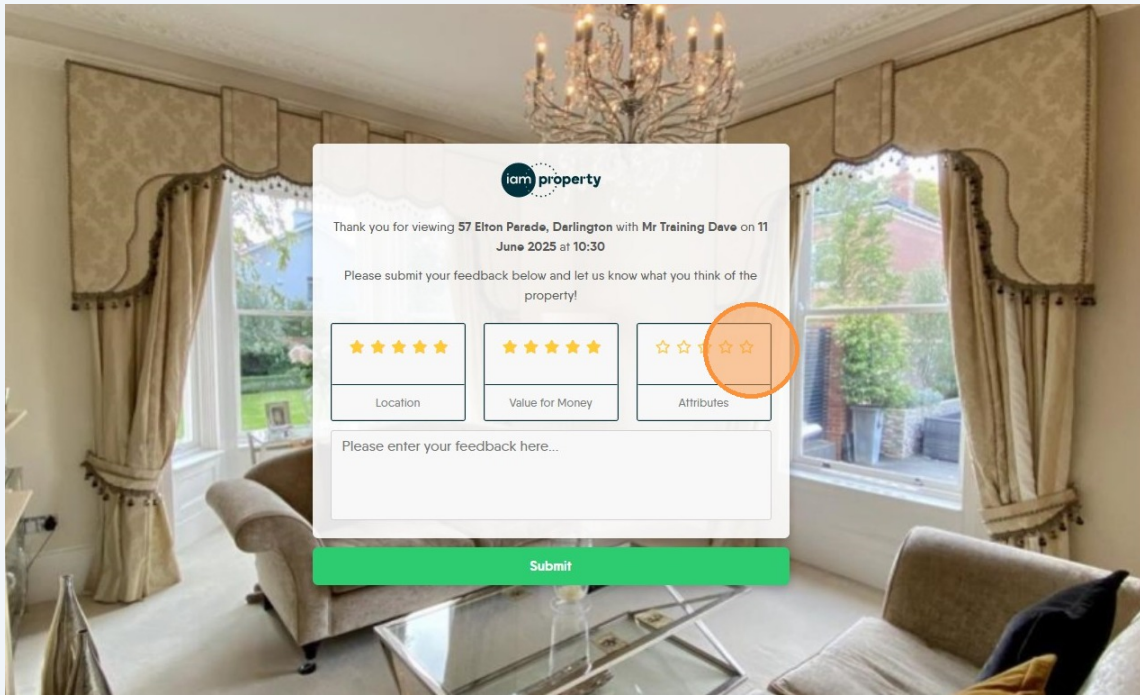 iam property
Thank you for viewing 57 Elton Parade, Darlington with Mr Training Dave on 11
June 2025 at 10:30
Please submit your feedback below and let us know what you think of the
property!
Location
Value for Money
Attributes
Please enter your feedback here...
Submit